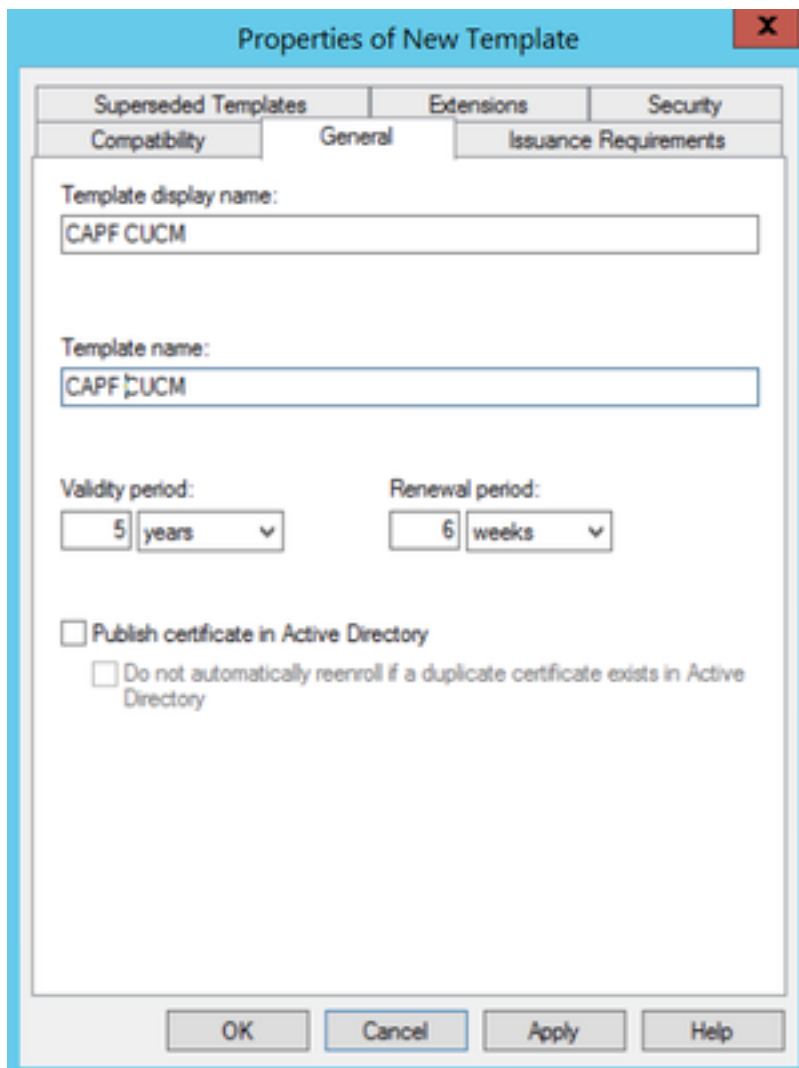 Properties of New Template
x
Superseded Templates Extensions Security
Compatibility General Issuance Requirements
Template display name:
CAPF CUCM
Template name:
CAPF CUCM
Validity period: Renewal period:
5 years 6 weeks
Publish certificate in Active Directory
Do not automatically reenroll if a duplicate certificate exists in Active
Directory
OK Cancel Apply Help